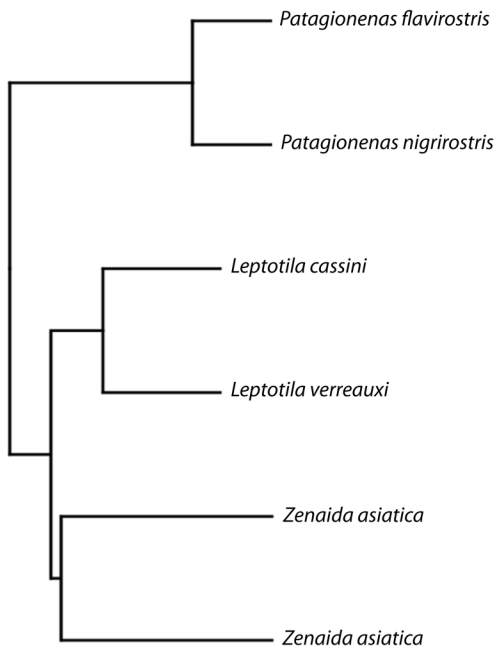 Patagionenas flavirostris
Patagionenas nigrirostris
Leptotila cassini
Leptotila verreauxi
Zenaida asiatica
Zenaida asiatica